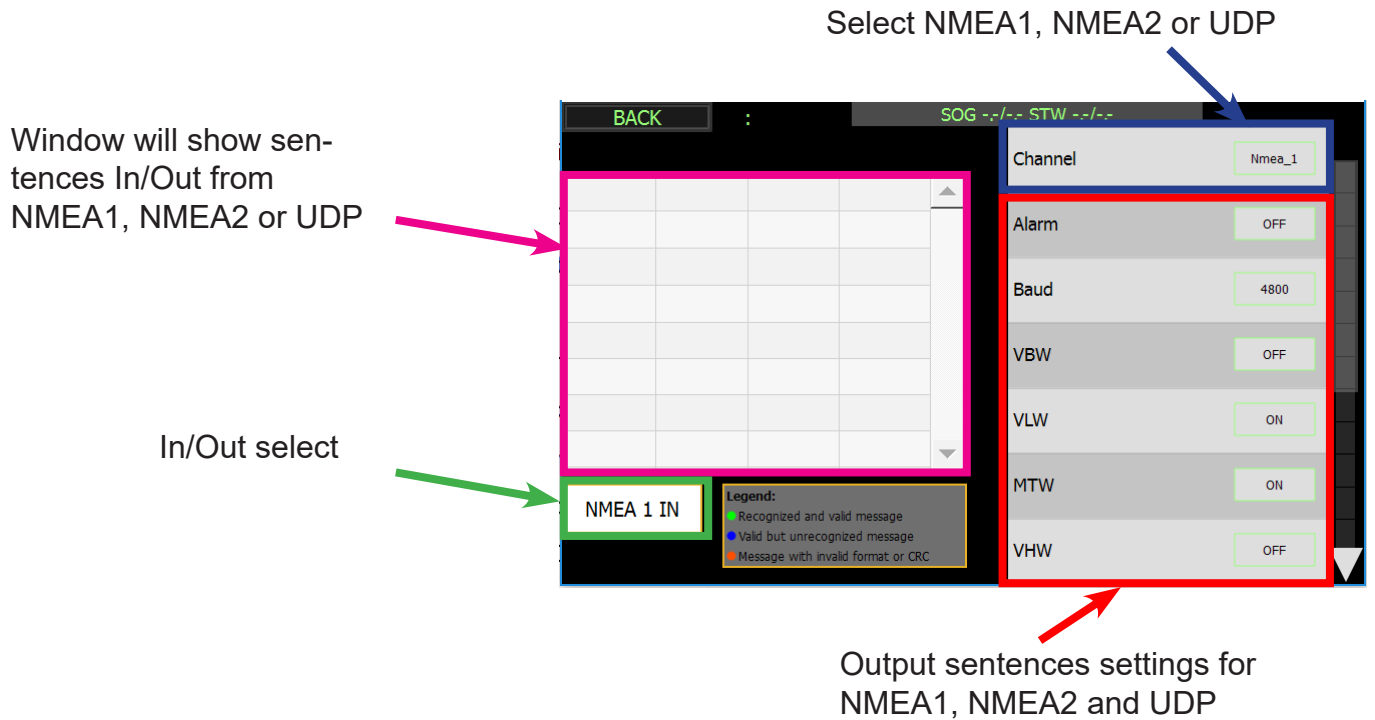 Select NMEA1, NMEA2 or UDP
BACK : SOG -.-/-.- STW -.-/-.-
Window will show sen-
tences In/Out from
NMEA1, NMEA2 or UDP
Channel Nmea_1
Alarm OFF
Baud 4800
VBW OFF
VLW ON
MTW ON
VHW OFF
In/Out select
NMEA 1 IN
Legend:
Recognized and valid message
Valid but unrecognized message
Message with invalid format or CRC
Output sentences settings for
NMEA1, NMEA2 and UDP